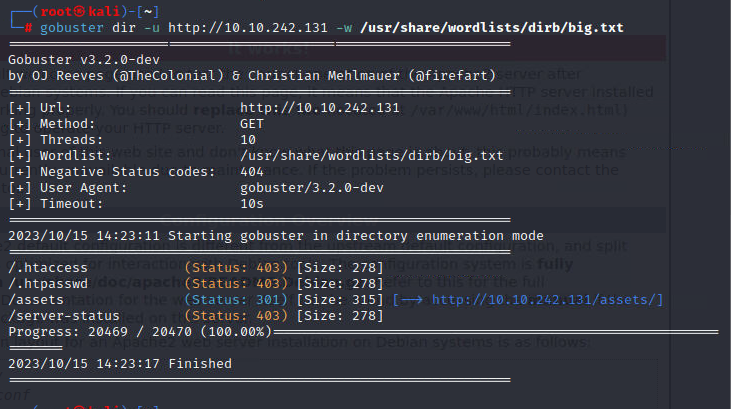 ┌──(root㉿kali)-[~]
└─# gobuster dir -u http://10.10.242.131 -w /usr/share/wordlists/dirb/big.txt
===============================================================
Gobuster v3.2.0-dev
by OJ Reeves (@TheColonial) & Christian Mehlmauer (@firefart)
===============================================================
[+] Url: http://10.10.242.131
[+] Method: GET
[+] Threads: 10
[+] Wordlist: /usr/share/wordlists/dirb/big.txt
[+] Negative Status codes: 404
[+] User Agent: gobuster/3.2.0-dev
[+] Timeout: 10s
===============================================================
2023/10/15 14:23:11 Starting gobuster in directory enumeration mode
===============================================================
/.htaccess (Status: 403) [Size: 278]
/.htpasswd (Status: 403) [Size: 278]
/assets (Status: 301) [Size: 315] [--> http://10.10.242.131/assets/]
/server-status (Status: 403) [Size: 278]
Progress: 20469 / 20470 (100.00%)===============================================================
2023/10/15 14:23:17 Finished
===============================================================